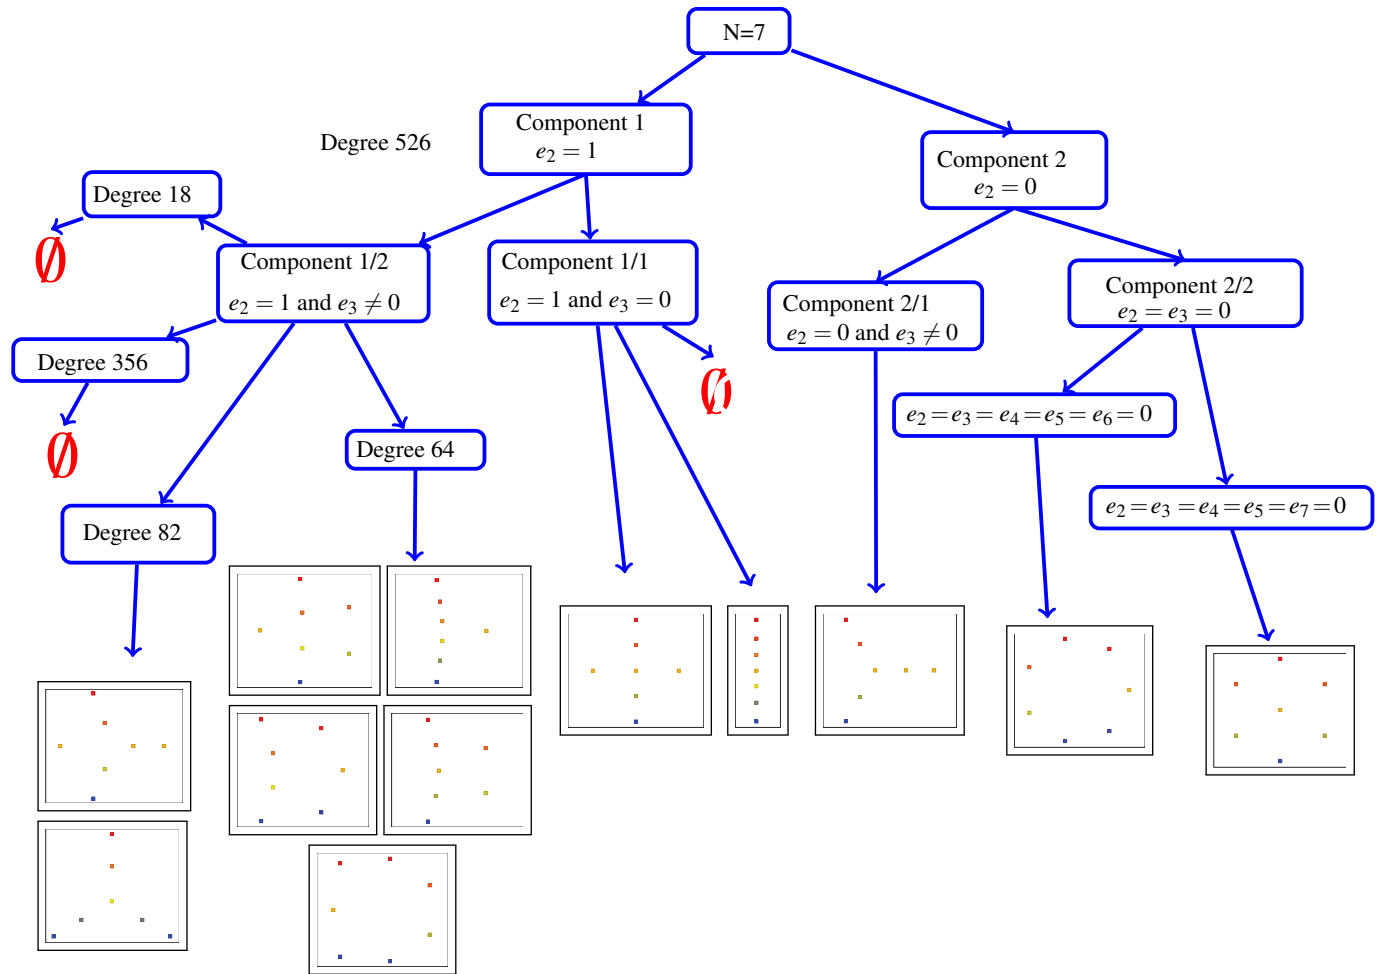 N=7
Component 1
e₂ = 1
Degree 526
Component 2
e₂ = 0
Degree 18
∅
Component 1/2
e₂ = 1 and e₃ ≠ 0
Component 1/1
e₂ = 1 and e₃ = 0
Component 2/1
e₂ = 0 and e₃ ≠ 0
Component 2/2
e₂ = e₃ = 0
Degree 356
∅
∅
e₂ = e₃ = e₄ = e₅ = e₆ = 0
Degree 64
e₂ = e₃ = e₄ = e₅ = e₇ = 0
Degree 82